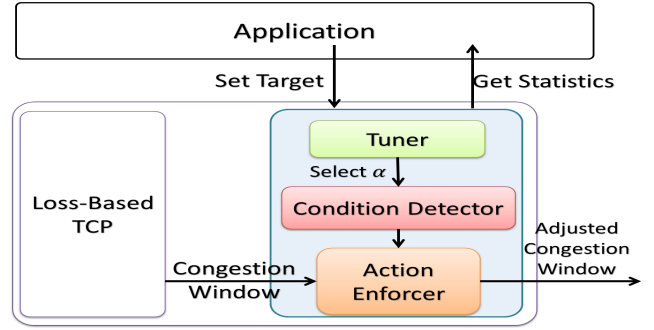 Application
Set Target
Get Statistics
Tuner
Select α
Loss-Based
TCP
Condition Detector
Adjusted
Congestion
Window
Congestion
Window
Action
Enforcer